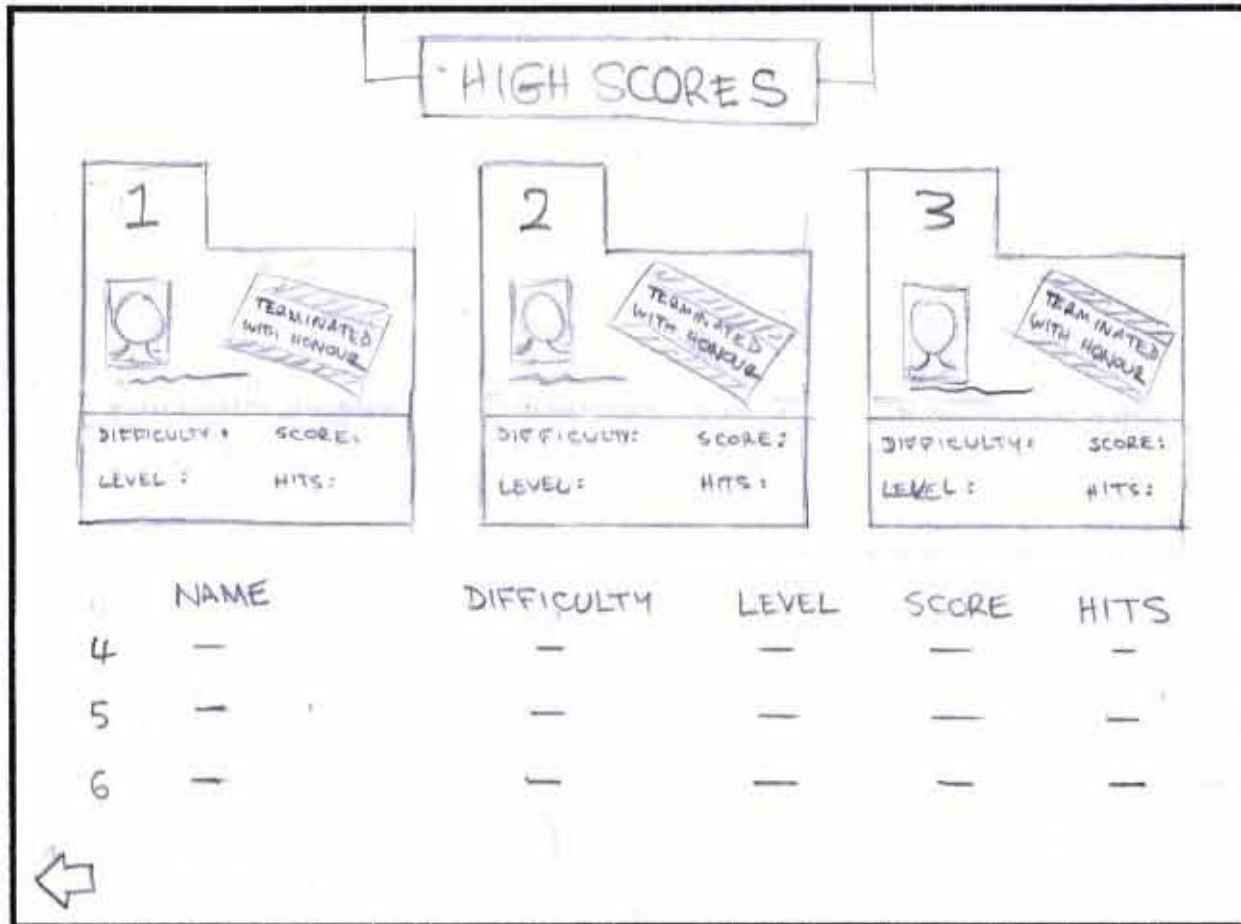 HIGH SCORES
1
TERMINATED
WITH HONOUR
DIFFICULTY: SCORE:
LEVEL: HITS:
2
TERMINATED
WITH HONOUR
DIFFICULTY: SCORE:
LEVEL: HITS:
3
TERMINATED
WITH HONOUR
DIFFICULTY: SCORE:
LEVEL: HITS:
NAME DIFFICULTY LEVEL SCORE HITS
4 — — — — —
5 — — — — —
6 — — — — —